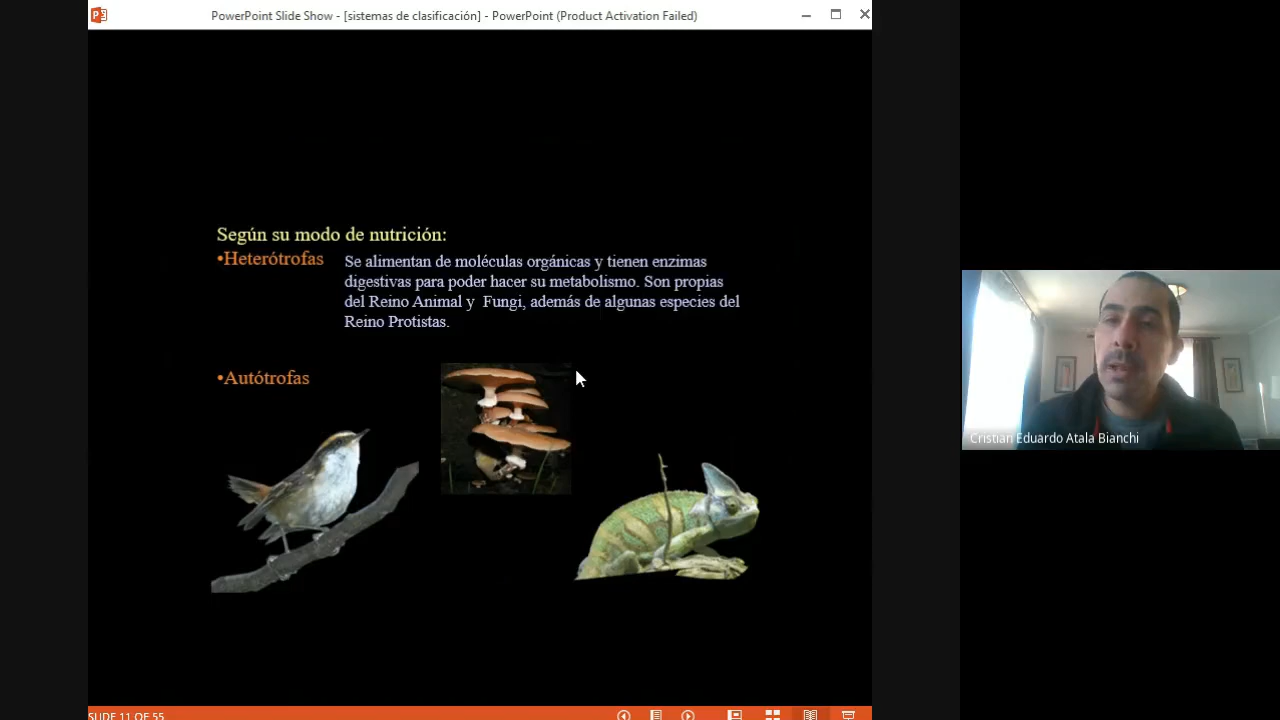 PowerPoint Slide Show - [sistemas de clasificación] - PowerPoint (Product Activation Failed)
Según su modo de nutrición:
•Heterótrofas
Se alimentan de moléculas orgánicas y tienen enzimas
digestivas para poder hacer su metabolismo. Son propias
del Reino Animal y Fungi, además de algunas especies del
Reino Protistas.
•Autótrofas
Cristian Eduardo Atala Bianchi
SLIDE 11 OF 55